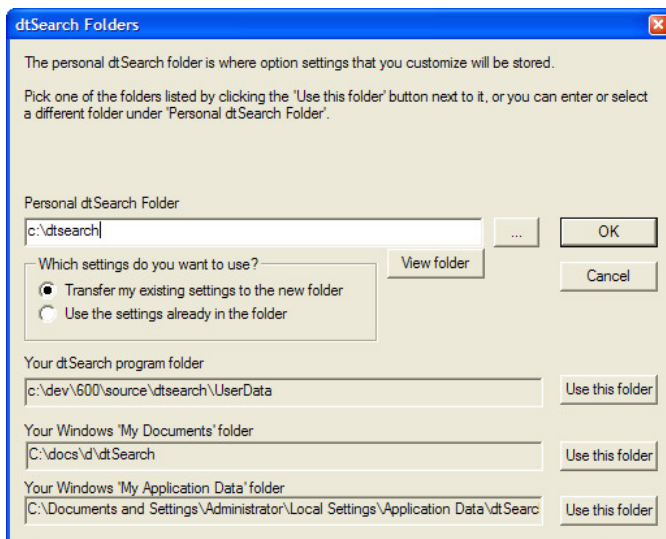 dtSearch Folders
The personal dtSearch folder is where option settings that you customize will be stored.
Pick one of the folders listed by clicking the 'Use this folder' button next to it, or you can enter or select
a different folder under 'Personal dtSearch Folder'.
Personal dtSearch Folder
c:\dtsearch
...
OK
Which settings do you want to use?
View folder
Cancel
Transfer my existing settings to the new folder
Use the settings already in the folder
Your dtSearch program folder
c:\dev\600\source\dtsearch\UserData
Use this folder
Your Windows 'My Documents' folder
C:\docs\d\dtSearch
Use this folder
Your Windows 'My Application Data' folder
C:\Documents and Settings\Administrator\Local Settings\Application Data\dtSearc
Use this folder